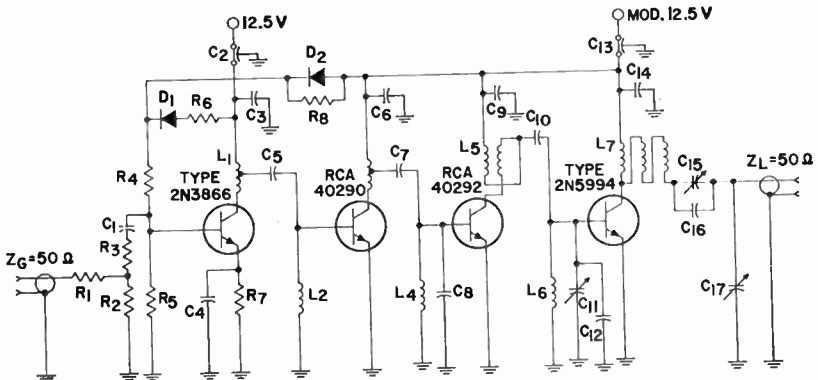 12.5 V
MOD. 12.5 V
C2
C13
D2
C14
D1
R6
C3
R8
C6
C9
C10
L1
C5
C7
L5
L7
R4
TYPE
2N3866
RCA
40290
RCA
40292
TYPE
2N5994
C15
ZL=50 Ω
C1
R3
C16
ZG=50 Ω
R1
R2
R5
C4
R7
L2
L4
C8
L6
C11
C12
C17